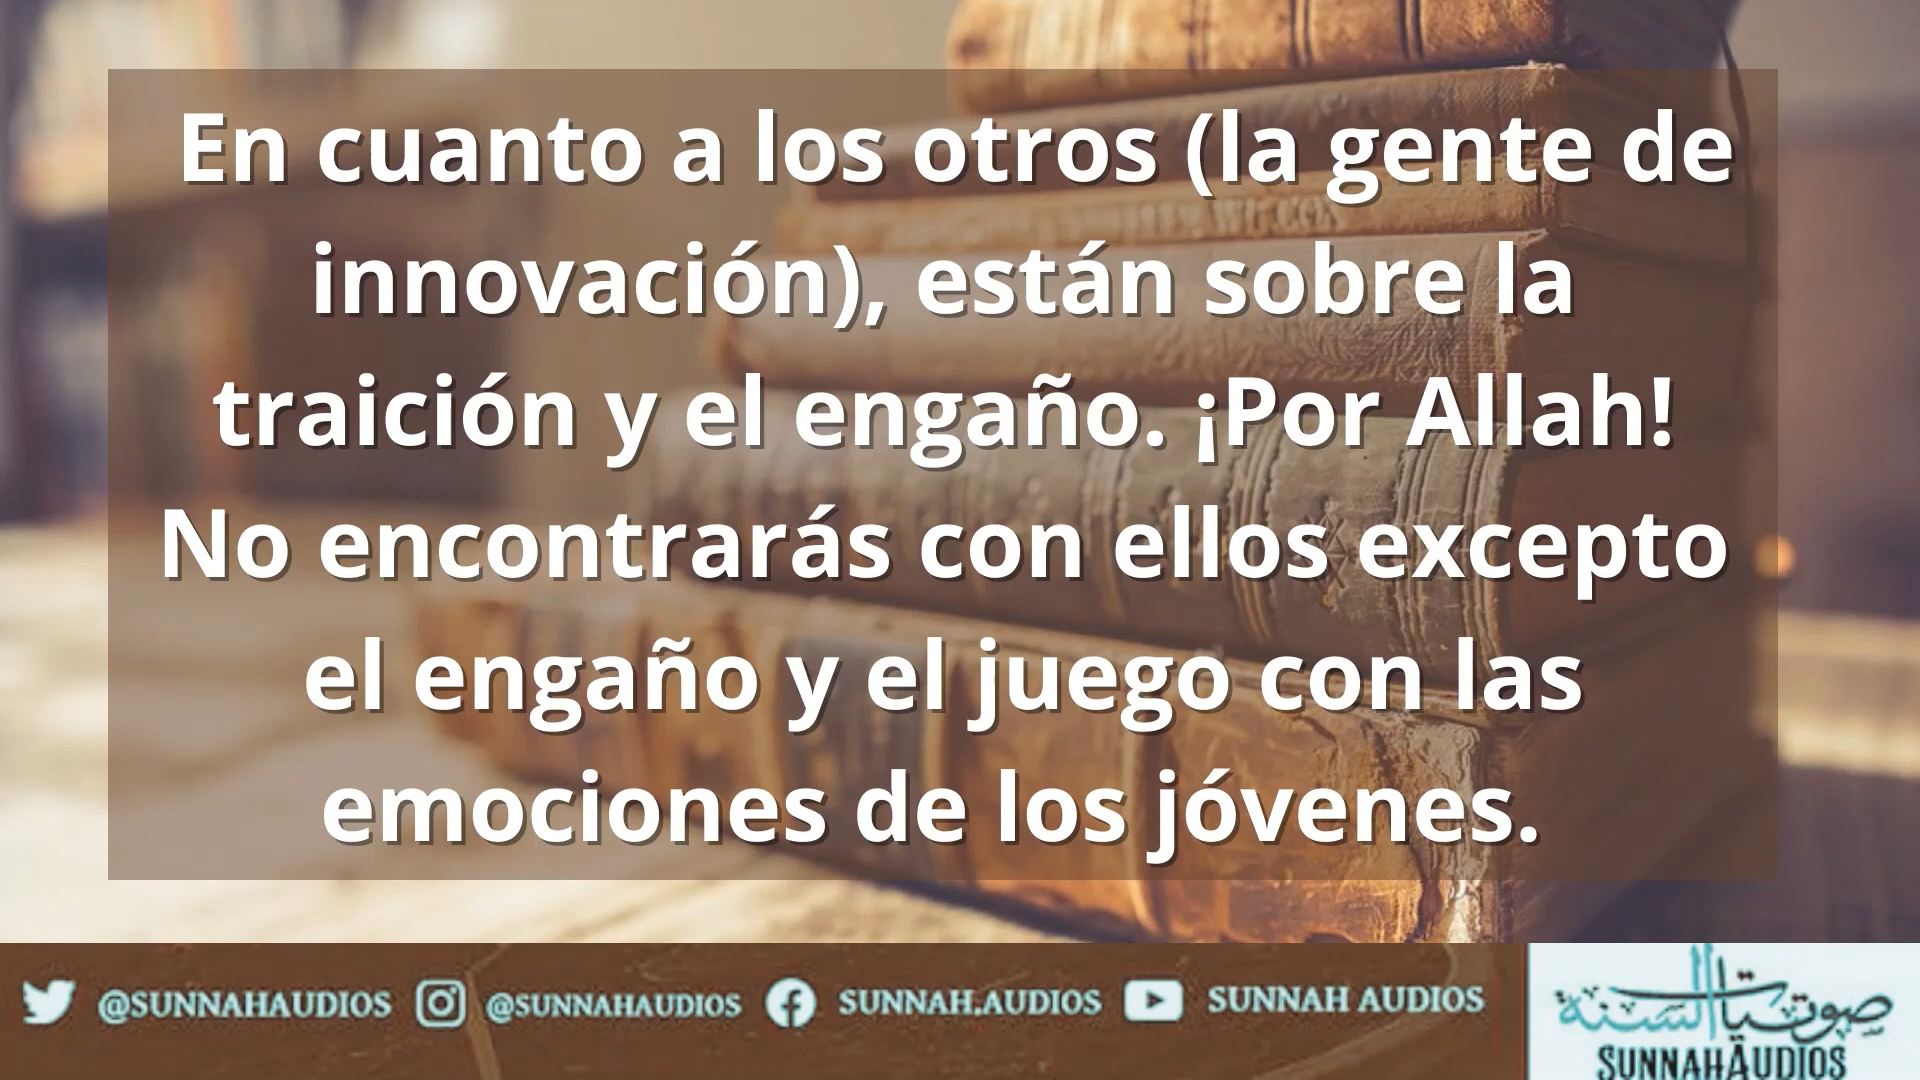 En cuanto a los otros (la gente de
innovación), están sobre la
traición y el engaño. ¡Por Allah!
No encontrarás con ellos excepto
el engaño y el juego con las
emociones de los jóvenes.
@SUNNAHAUDIOS @SUNNAHAUDIOS SUNNAH.AUDIOS SUNNAH AUDIOS
صوتيات السنة
SUNNAHAUDIOS